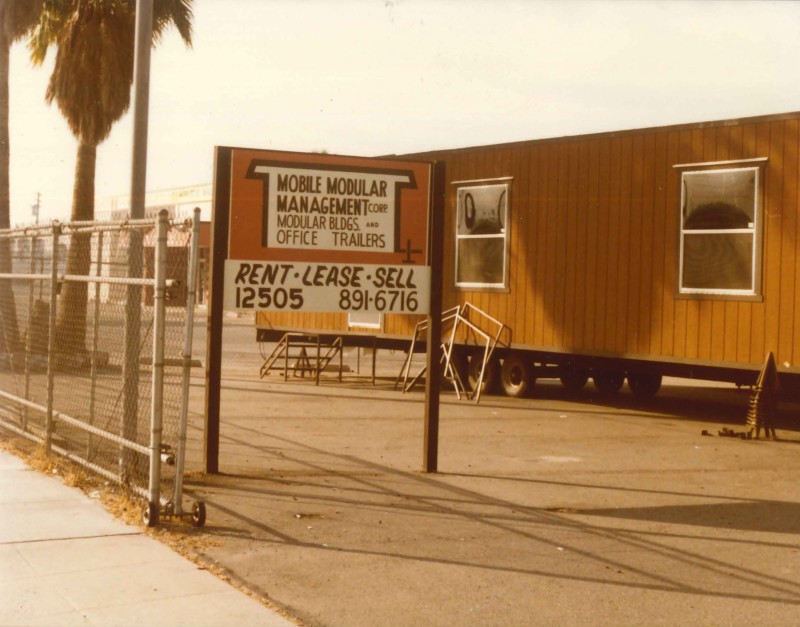 MOBILE MODULAR
MANAGEMENT CORP.
MODULAR BLDGS. AND
OFFICE TRAILERS
RENT · LEASE · SELL
12505 891-6716